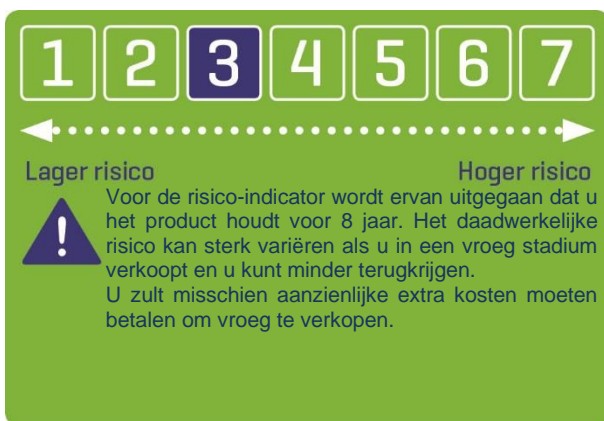 1 2 3 4 5 6 7
Lager risico Hoger risico
Voor de risico-indicator wordt ervan uitgegaan dat u
het product houdt voor 8 jaar. Het daadwerkelijke
risico kan sterk variëren als u in een vroeg stadium
verkoopt en u kunt minder terugkrijgen.
U zult misschien aanzienlijke extra kosten moeten
betalen om vroeg te verkopen.